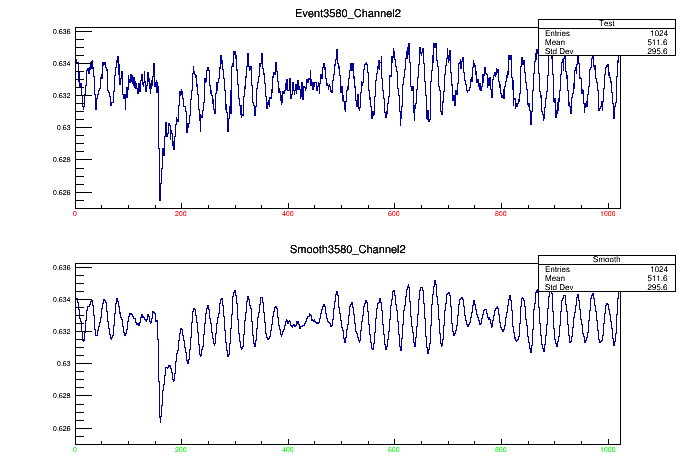 Event3580_Channel2
Test
Entries 1024
Mean 511.6
Std Dev 295.6
0.636
0.634
0.632
0.63
0.628
0.626
0 200 400 600 800 1000
Smooth3580_Channel2
Smooth
Entries 1024
Mean 511.6
Std Dev 295.6
0.636
0.634
0.632
0.63
0.628
0.626
0 200 400 600 800 1000